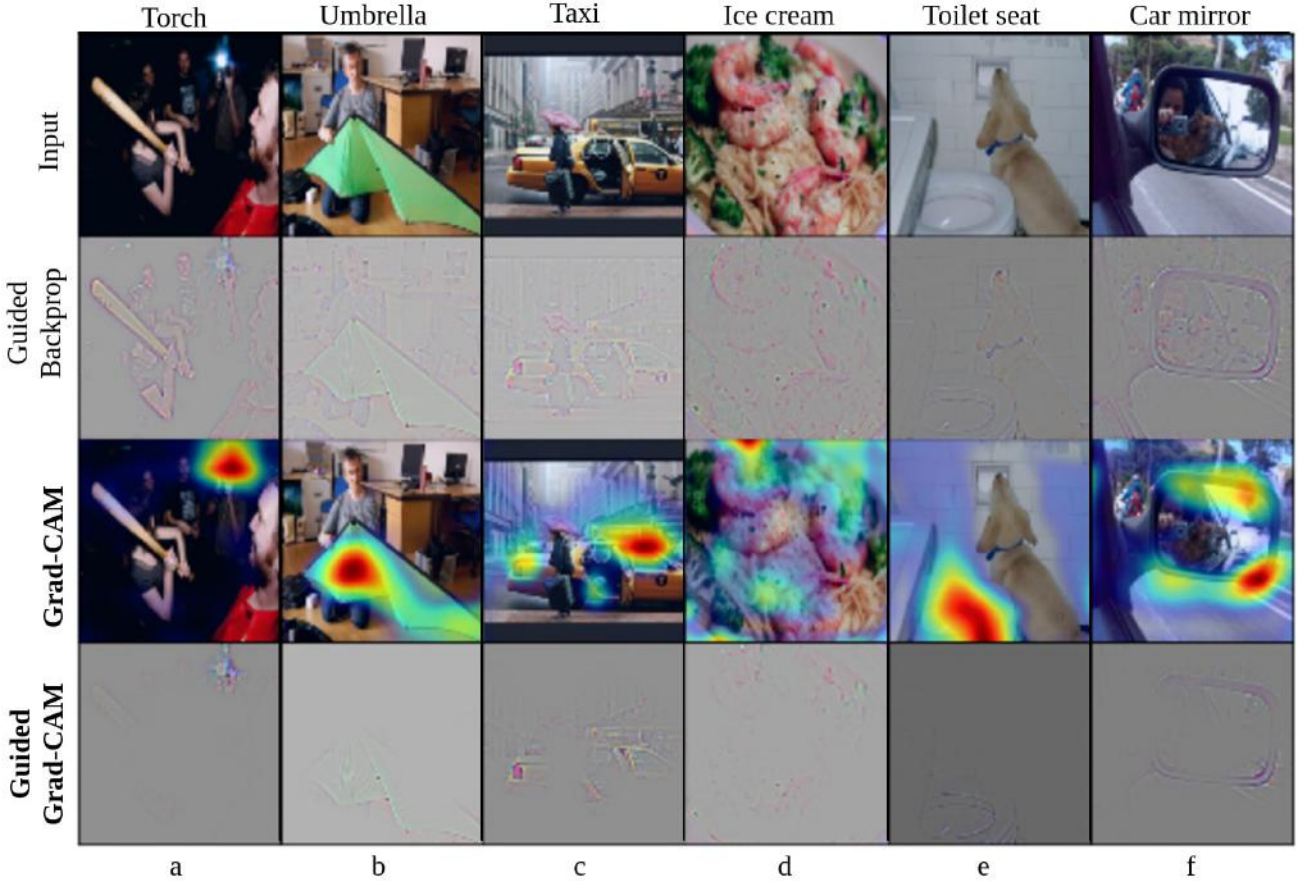 Torch Umbrella Taxi Ice cream Toilet seat Car mirror
Input
Guided
Backprop
Grad-CAM
Guided
Grad-CAM
a b c d e f